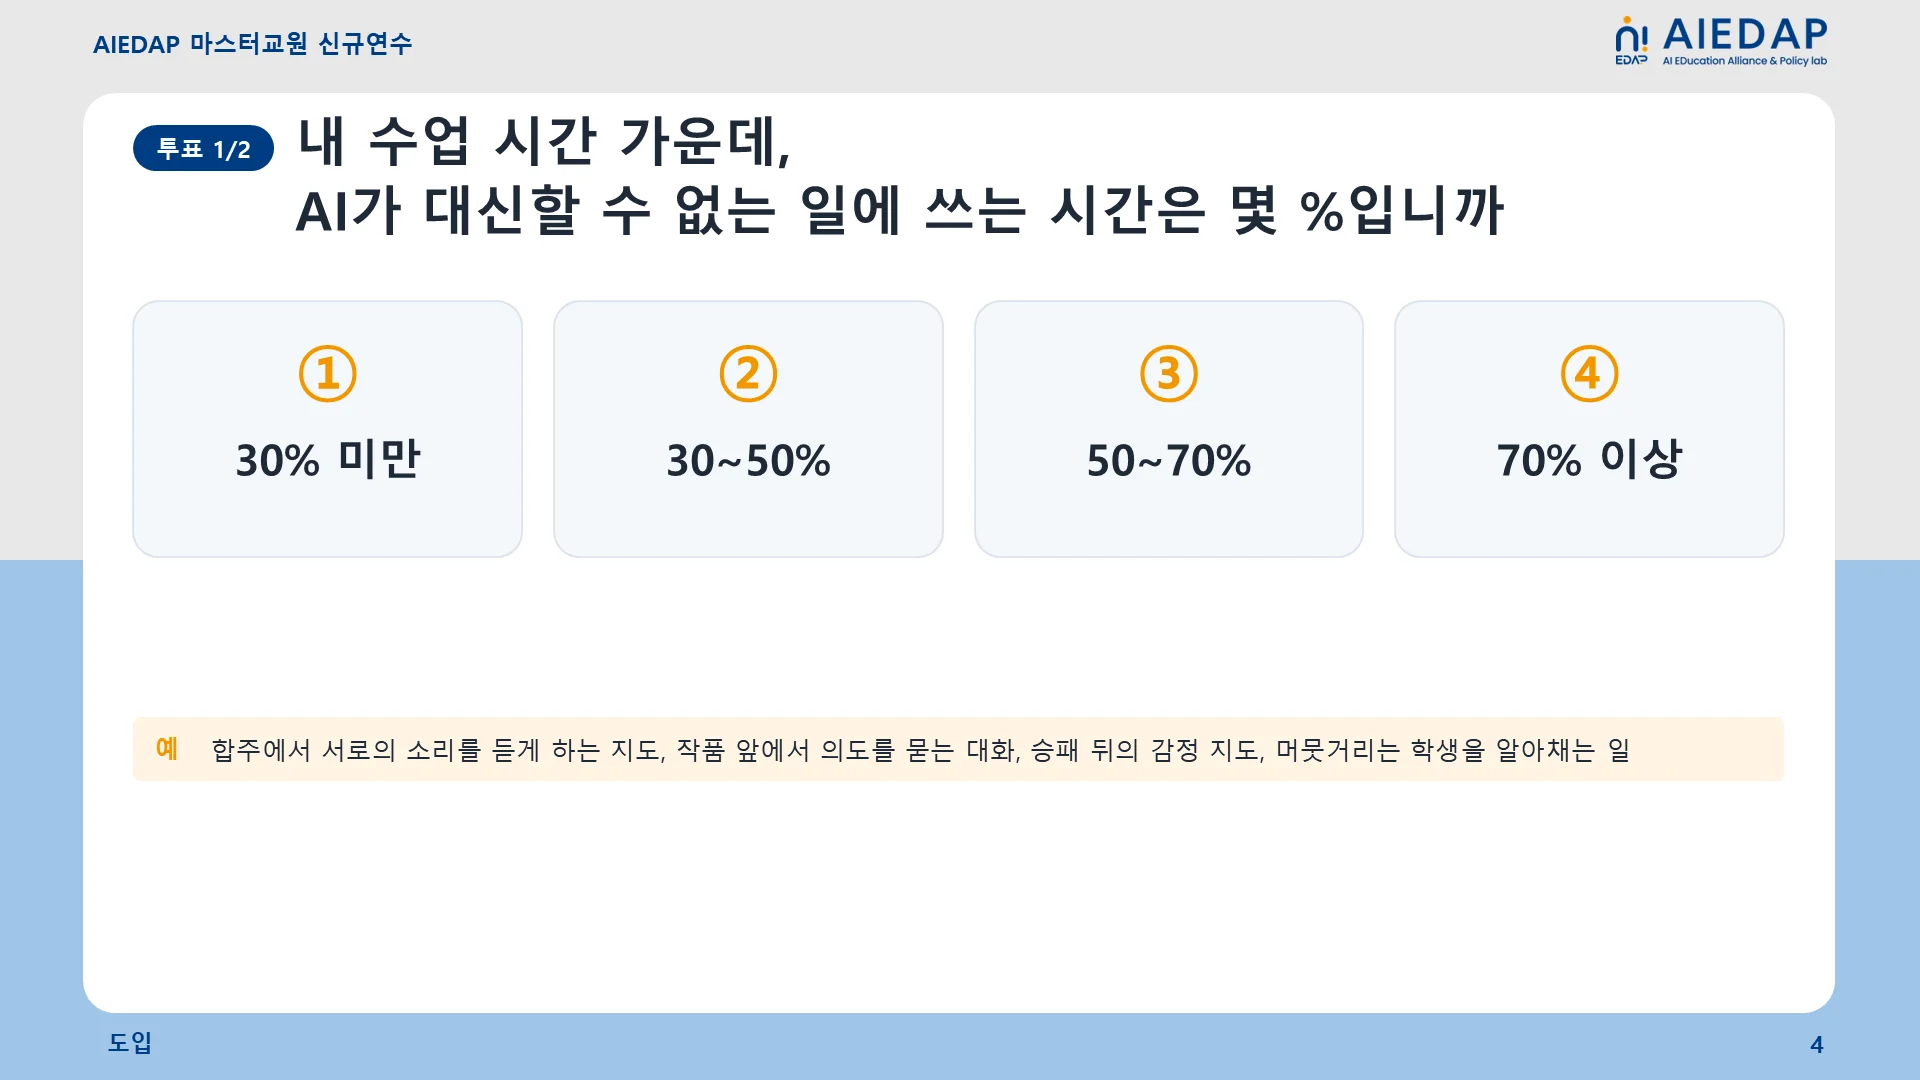 AIEDAP 마스터교원 신규연수
EDAP
AIEDAP
AI EDucation Alliance & Policy lab
투표 1/2
내 수업 시간 가운데,
AI가 대신할 수 없는 일에 쓰는 시간은 몇 %입니까
①
30% 미만
②
30~50%
③
50~70%
④
70% 이상
예 합주에서 서로의 소리를 듣게 하는 지도, 작품 앞에서 의도를 묻는 대화, 승패 뒤의 감정 지도, 머뭇거리는 학생을 알아채는 일
도입
4